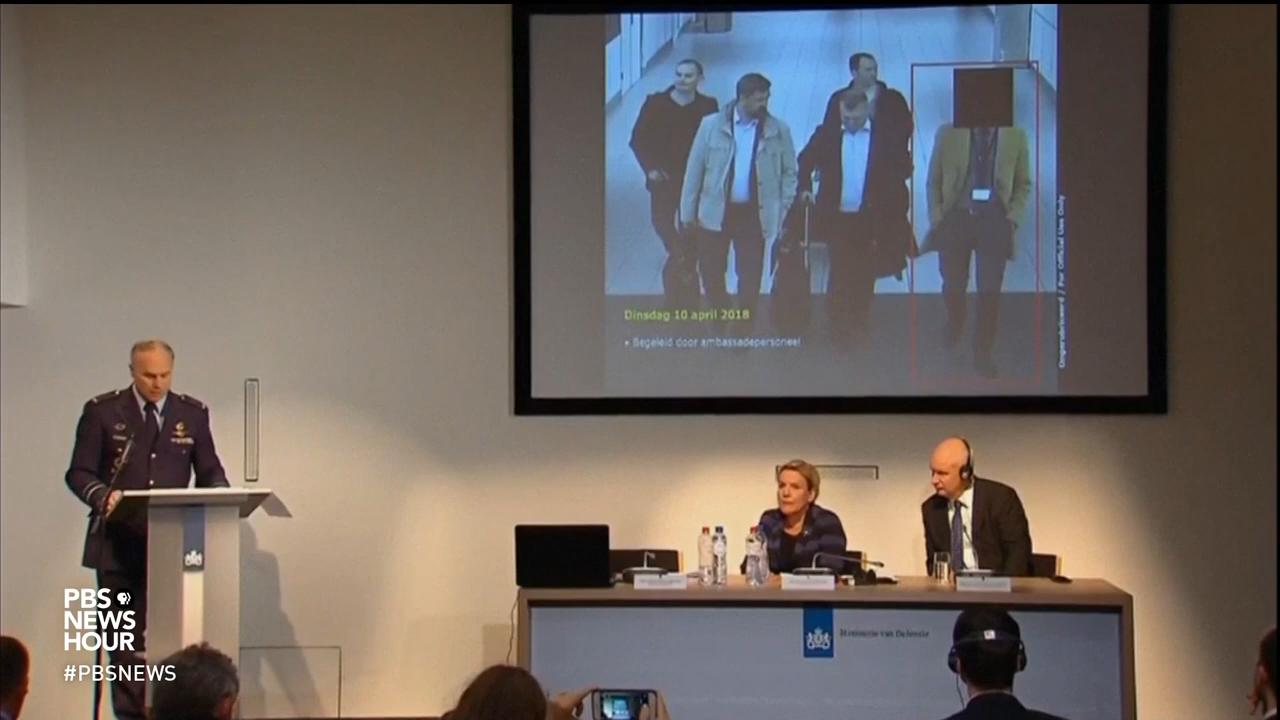 Dinsdag 10 april 2018
• Begeleid door ambassadepersoneel
Ongerubriceerd / For Official Use Only
Ministerie van Defensie
PBS
NEWS
HOUR
#PBSNEWS